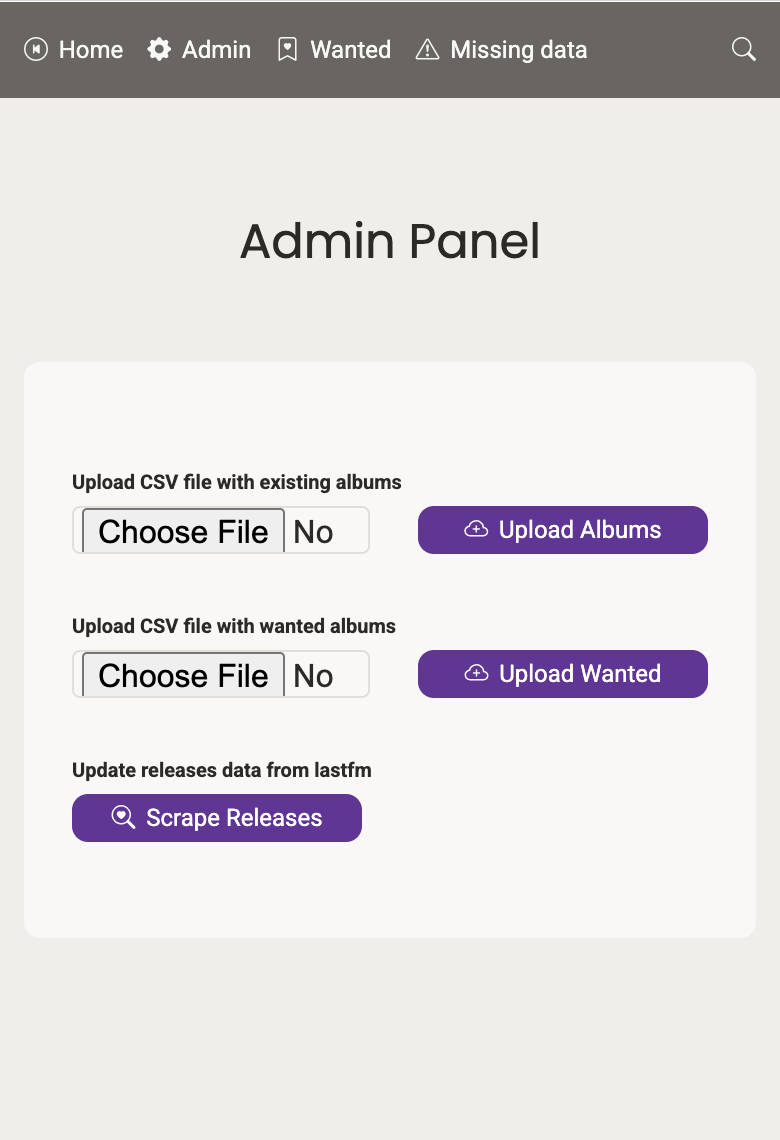 Home Admin Wanted Missing data
Admin Panel
Upload CSV file with existing albums
Choose File No Upload Albums
Upload CSV file with wanted albums
Choose File No Upload Wanted
Update releases data from lastfm
Scrape Releases